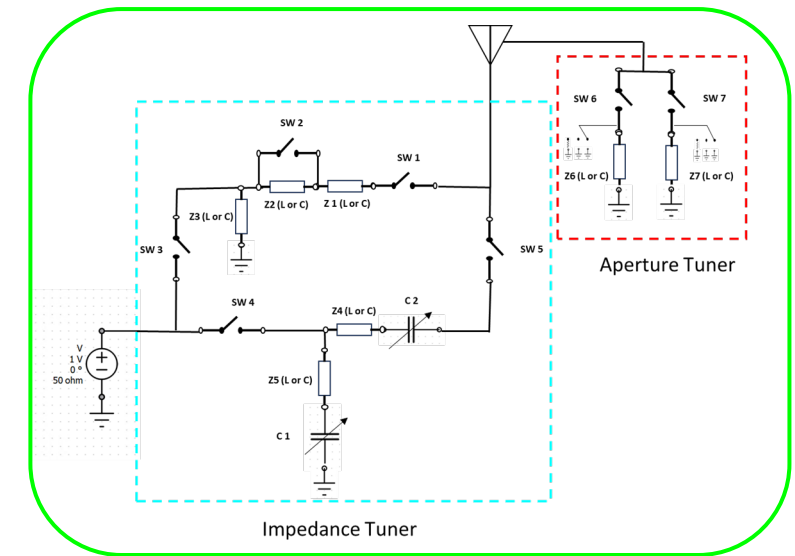 SW 2
SW 1
SW 6
SW 7
Z2 (L or C)
Z 1 (L or C)
Z6 (L or C)
Z7 (L or C)
Z3 (L or C)
SW 3
SW 5
Aperture Tuner
SW 4
Z4 (L or C)
C 2
V
1 V
0 °
50 ohm
Z5 (L or C)
C 1
Impedance Tuner